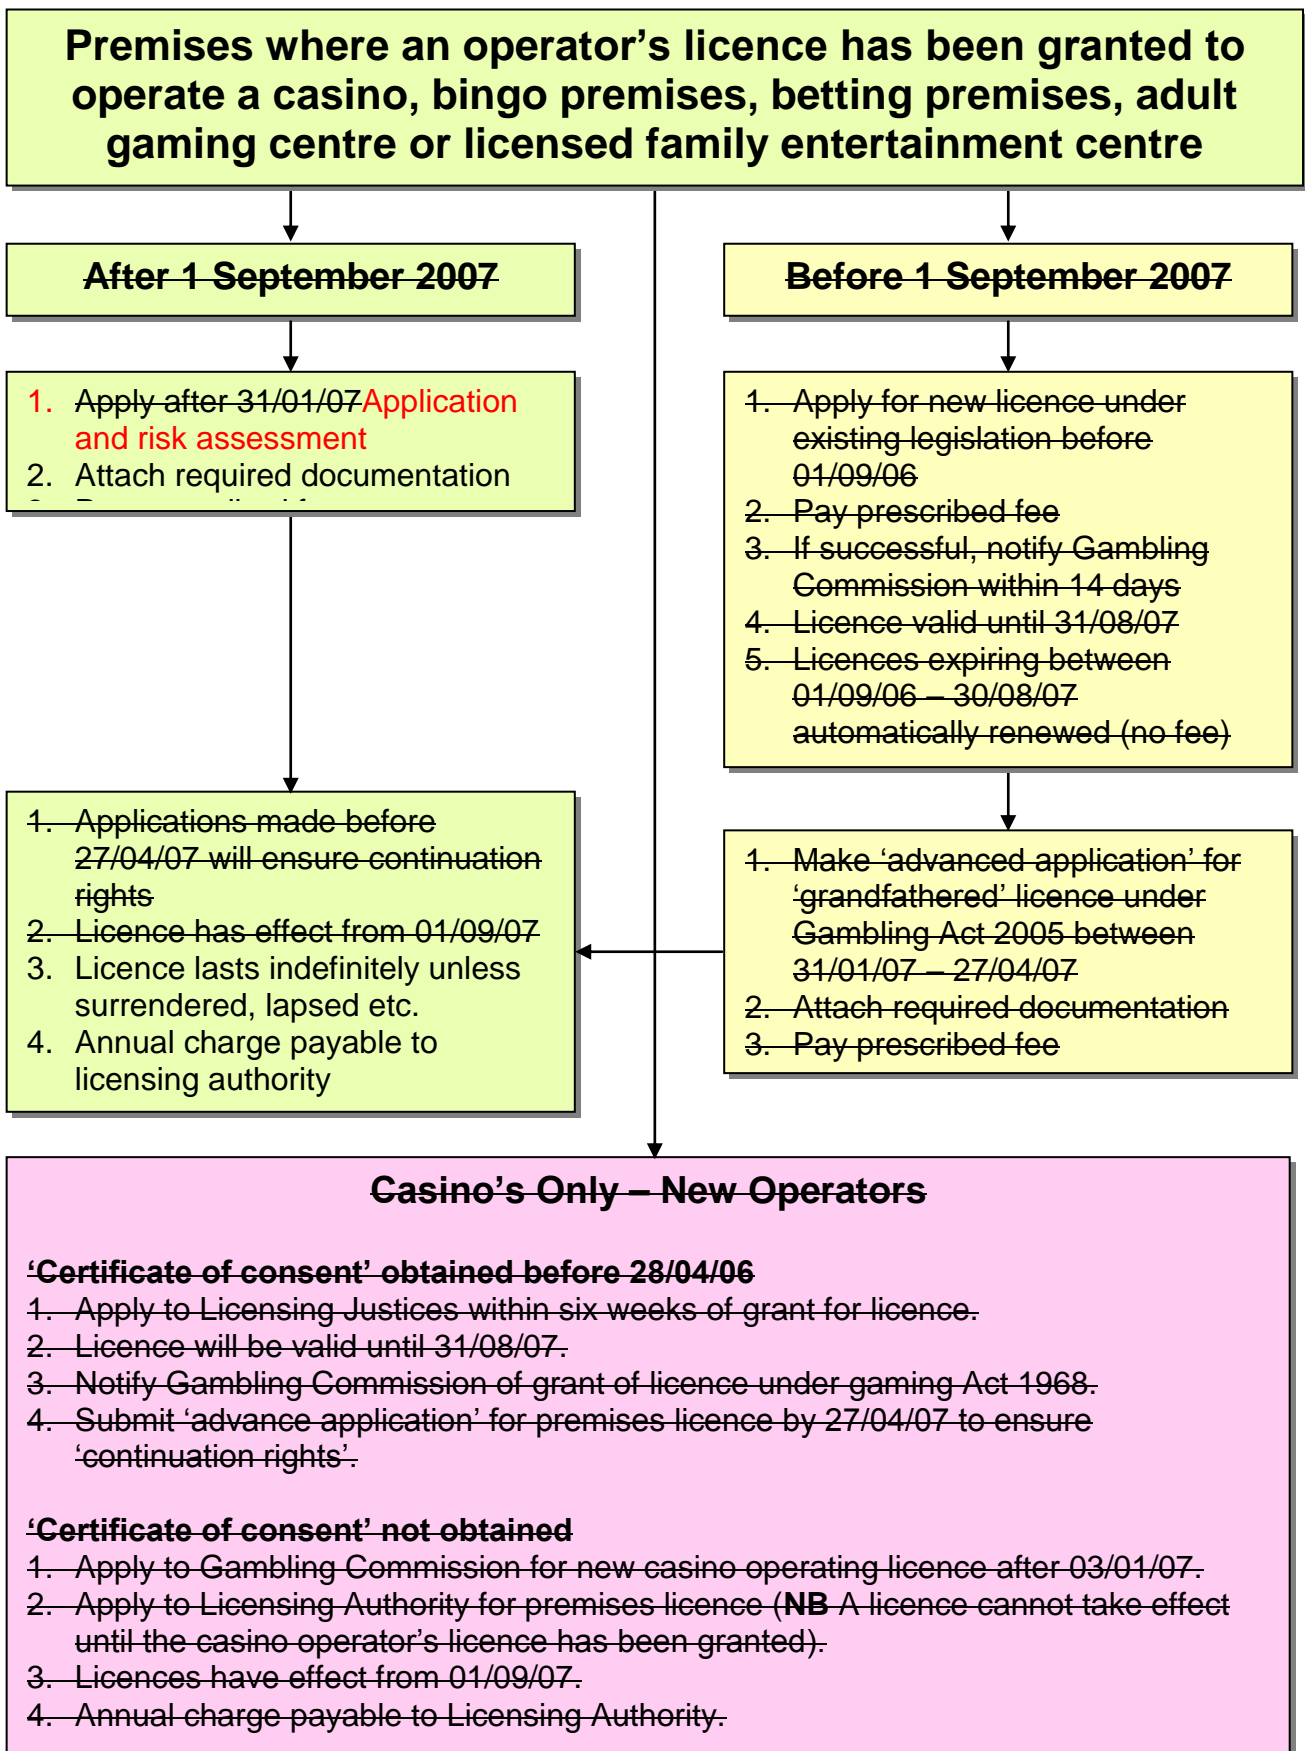 Premises where an operator’s licence has been granted to
operate a casino, bingo premises, betting premises, adult
gaming centre or licensed family entertainment centre
After 1 September 2007
1. Apply after 31/01/07Application
and risk assessment
2. Attach required documentation
1. Applications made before
27/04/07 will ensure continuation
rights
2. Licence has effect from 01/09/07
3. Licence lasts indefinitely unless
surrendered, lapsed etc.
4. Annual charge payable to
licensing authority
Before 1 September 2007
1. Apply for new licence under
existing legislation before
01/09/06
2. Pay prescribed fee
3. If successful, notify Gambling
Commission within 14 days
4. Licence valid until 31/08/07
5. Licences expiring between
01/09/06 – 30/08/07
automatically renewed (no fee)
1. Make ‘advanced application’ for
‘grandfathered’ licence under
Gambling Act 2005 between
31/01/07 – 27/04/07
2. Attach required documentation
3. Pay prescribed fee
Casino’s Only – New Operators
‘Certificate of consent’ obtained before 28/04/06
1. Apply to Licensing Justices within six weeks of grant for licence.
2. Licence will be valid until 31/08/07.
3. Notify Gambling Commission of grant of licence under gaming Act 1968.
4. Submit ‘advance application’ for premises licence by 27/04/07 to ensure
‘continuation rights’.
‘Certificate of consent’ not obtained
1. Apply to Gambling Commission for new casino operating licence after 03/01/07.
2. Apply to Licensing Authority for premises licence (NB A licence cannot take effect
until the casino operator’s licence has been granted).
3. Licences have effect from 01/09/07.
4. Annual charge payable to Licensing Authority.